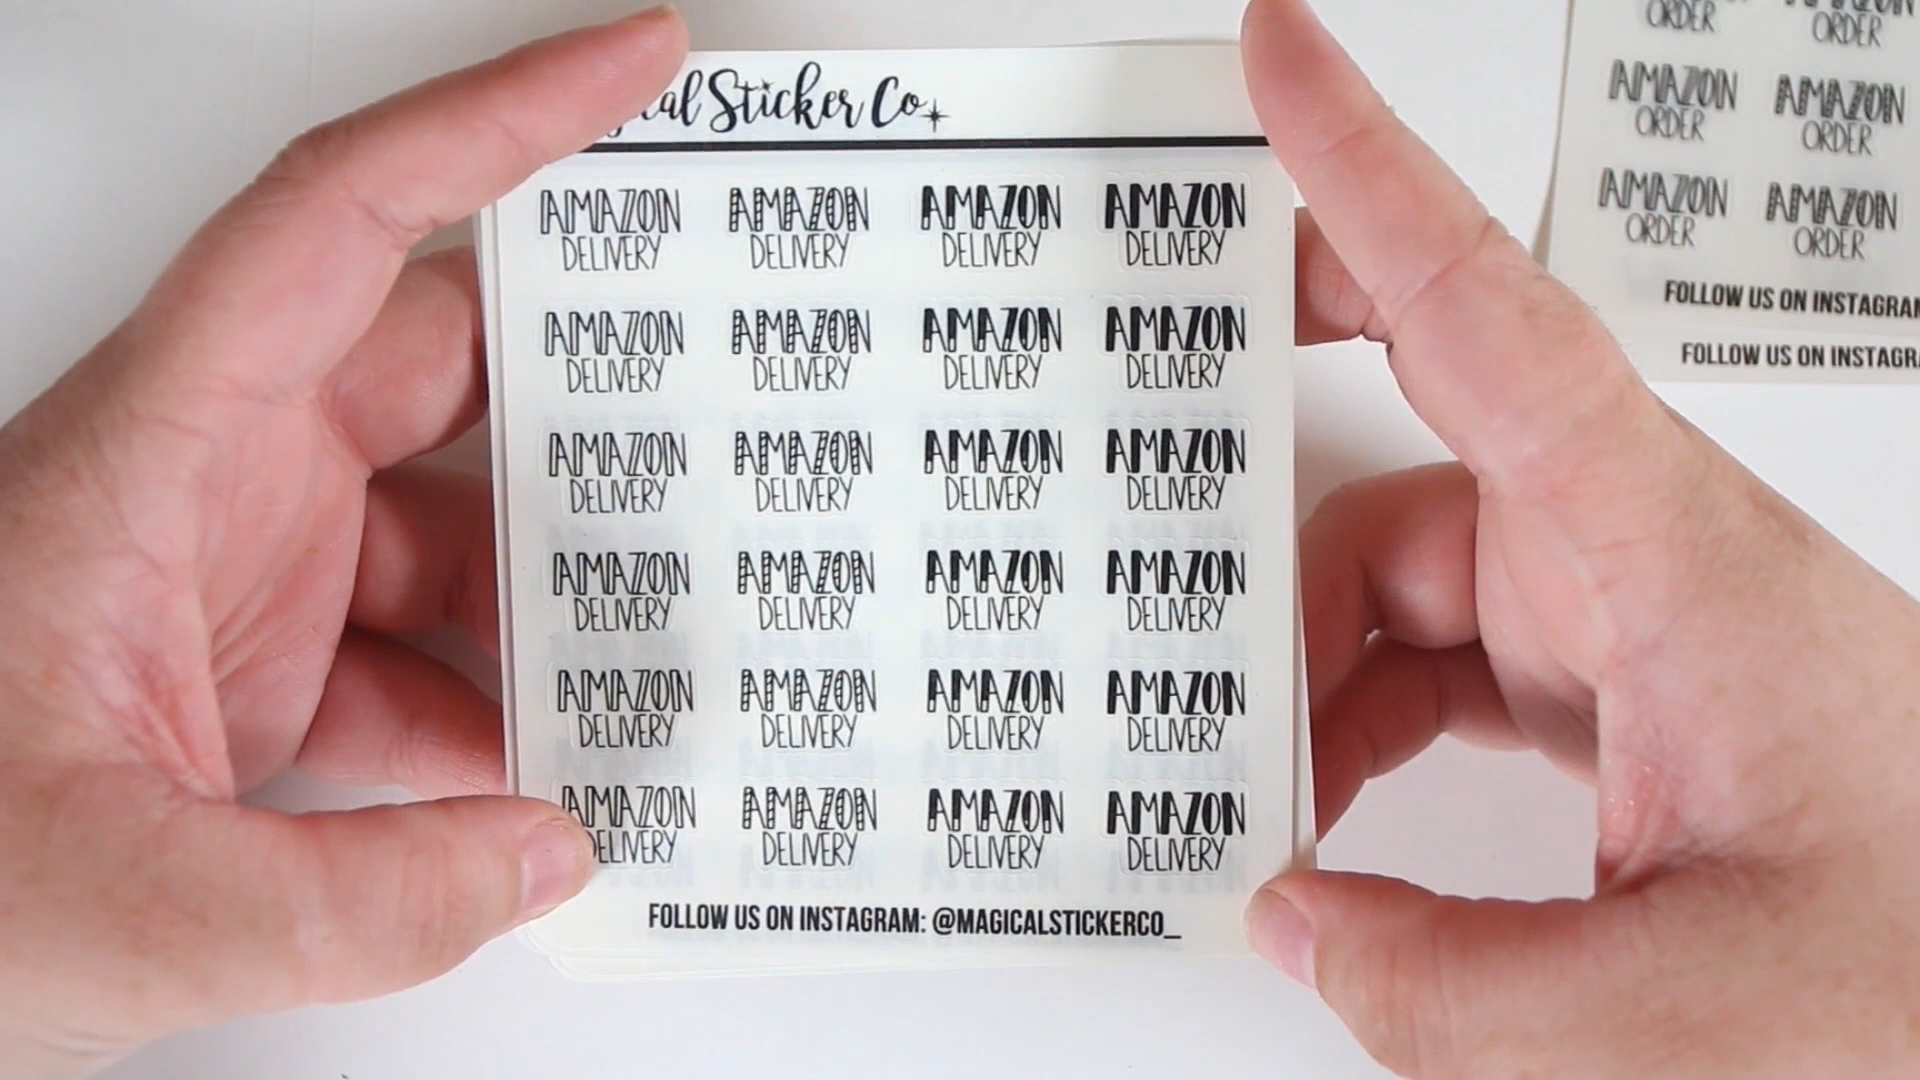 Sticker Co
AMAZON AMAZON AMAZON AMAZON
DELIVERY DELIVERY DELIVERY DELIVERY
AMAZON AMAZON AMAZON AMAZON
DELIVERY DELIVERY DELIVERY DELIVERY
AMAZON AMAZON AMAZON AMAZON
DELIVERY DELIVERY DELIVERY DELIVERY
AMAZON AMAZON AMAZON AMAZON
DELIVERY DELIVERY DELIVERY DELIVERY
AMAZON AMAZON AMAZON AMAZON
DELIVERY DELIVERY DELIVERY DELIVERY
AMAZON AMAZON AMAZON AMAZON
DELIVERY DELIVERY DELIVERY
FOLLOW US ON INSTAGRAM: @MAGICALSTICKERCO_
ORDER ORDER
AMAZON AMAZON
ORDER ORDER
AMAZON AMAZON
ORDER ORDER
FOLLOW US ON INSTAGRAM
FOLLOW US ON